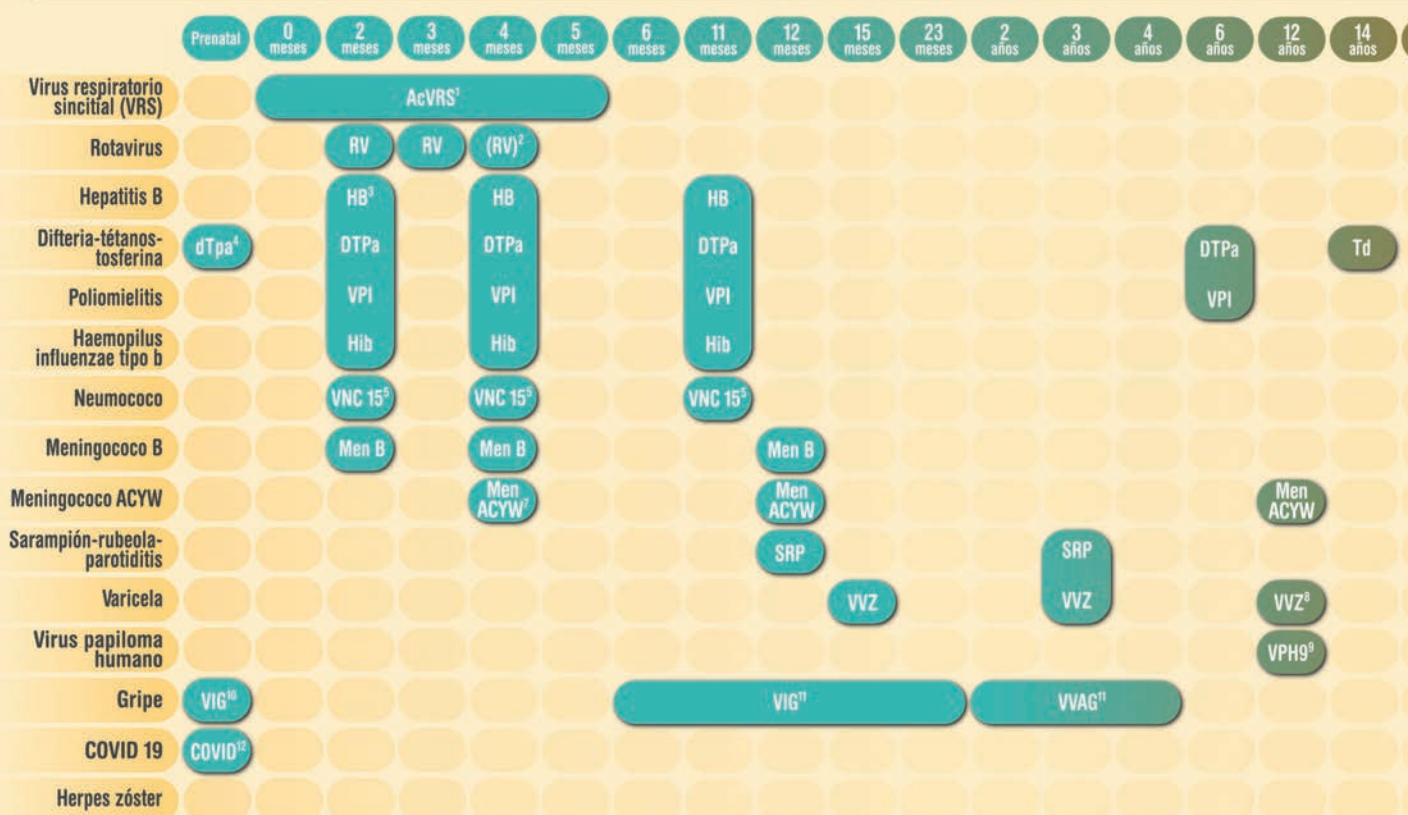 Prenatal
0 meses
2 meses
3 meses
4 meses
5 meses
6 meses
11 meses
12 meses
15 meses
23 meses
2 años
3 años
4 años
6 años
12 años
14 años
Virus respiratorio
sincitial (VRS)
AcVRS¹
Rotavirus
RV
RV
(RV)²
Hepatitis B
HB³
HB
HB
Difteria-tétanos-
tosferina
dTpa⁴
DTPa
DTPa
DTPa
DTPa
Td
Poliomielitis
VPI
VPI
VPI
VPI
Haemopilus
influenzae tipo b
Hib
Hib
Hib
Neumococo
VNC 15⁵
VNC 15⁵
VNC 15⁵
Meningococo B
Men B
Men B
Men B
Meningococo ACYW
Men
ACYW⁷
Men
ACYW
Men
ACYW
Sarampión-rubeola-
parotiditis
SRP
SRP
Varicela
VVZ
VVZ
VVZ⁸
Virus papiloma
humano
VPH9⁹
Gripe
VIG¹⁰
VIG¹¹
VVAG¹¹
COVID 19
COVID¹²
Herpes zóster